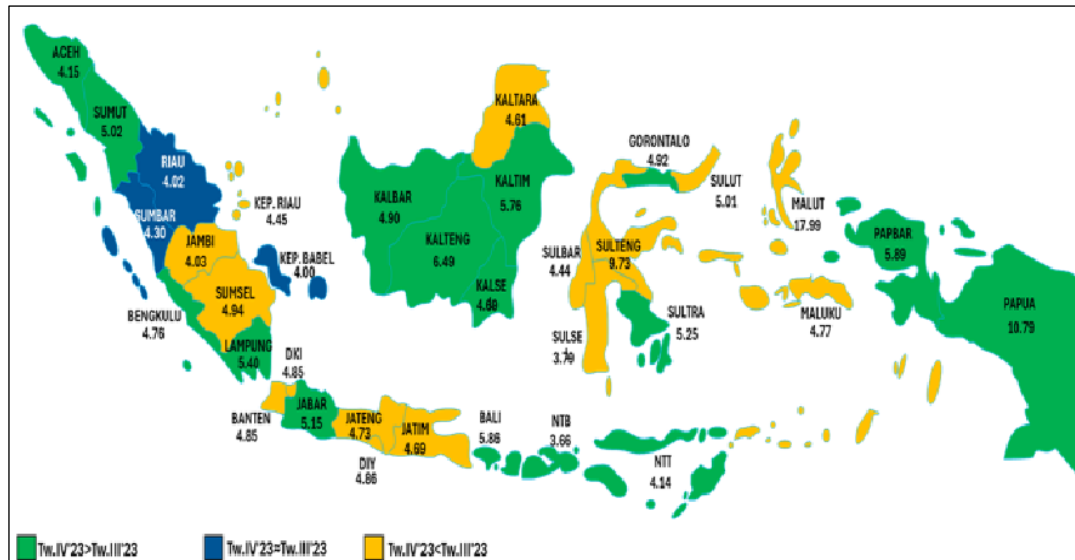 ACEH
4.15
SUMUT
5.02
RIAU
4.02
SUMBAR
4.30
KEP. RIAU
4.45
JAMBI
4.03
KEP. BABEL
4.00
SUMSEL
4.94
BENGKULU
4.76
LAMPUNG
5.40
DKI
4.85
BANTEN
4.85
JABAR
5.15
JATENG
4.73
DIY
4.86
JATIM
4.69
BALI
5.86
NTB
3.66
NTT
4.14
KALTARA
4.61
KALBAR
4.90
KALTIM
5.76
KALTENG
6.49
KALSE
GORONTALO
4.92
SULUT
5.01
SULBAR
4.44
SULTENG
9.73
SULSE
SULTRA
5.25
MALUT
17.99
MALUKU
4.77
PAPBAR
5.89
PAPUA
10.79
Tw.IV'23>Tw.III'23
Tw.IV'23=Tw.III'23
Tw.IV'23<Tw.III'23